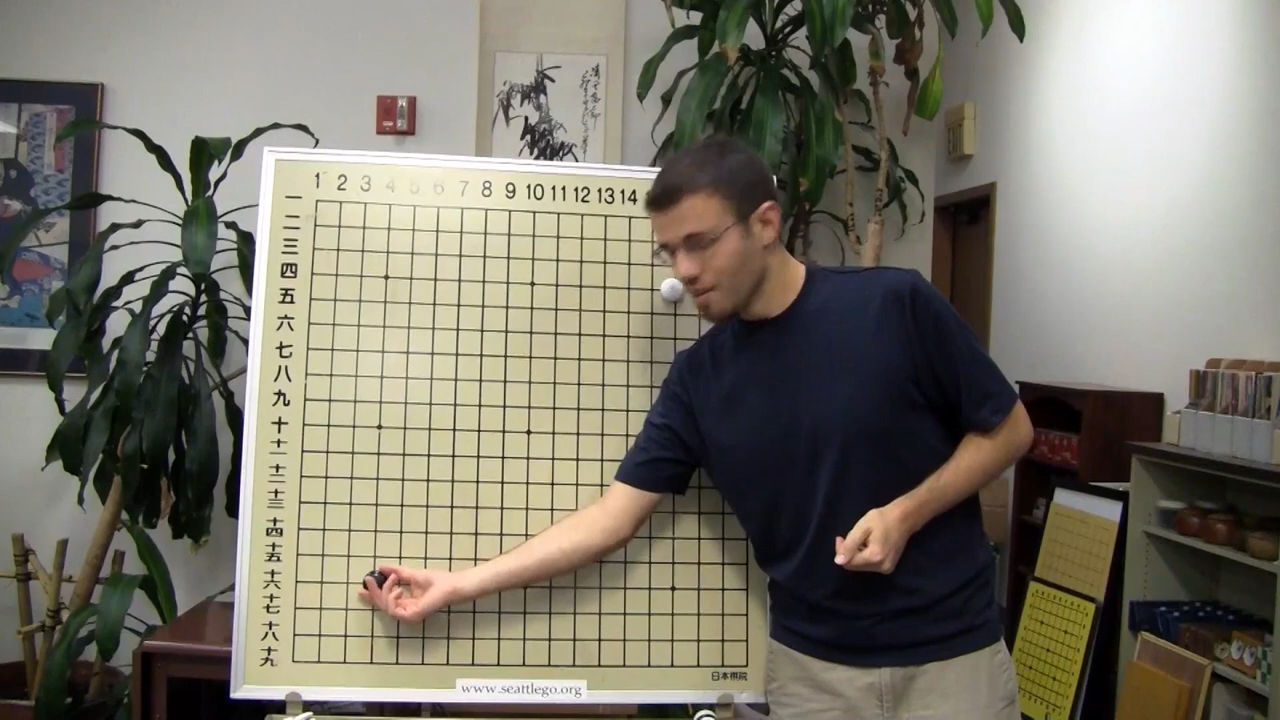 1 2 3 4 5 6 7 8 9 10 11 12 13 14
一
二
三
四
五
六
七
八
九
十
十一
十二
十三
十四
十五
十六
十七
十八
十九
日本棋院
www.seattlego.org